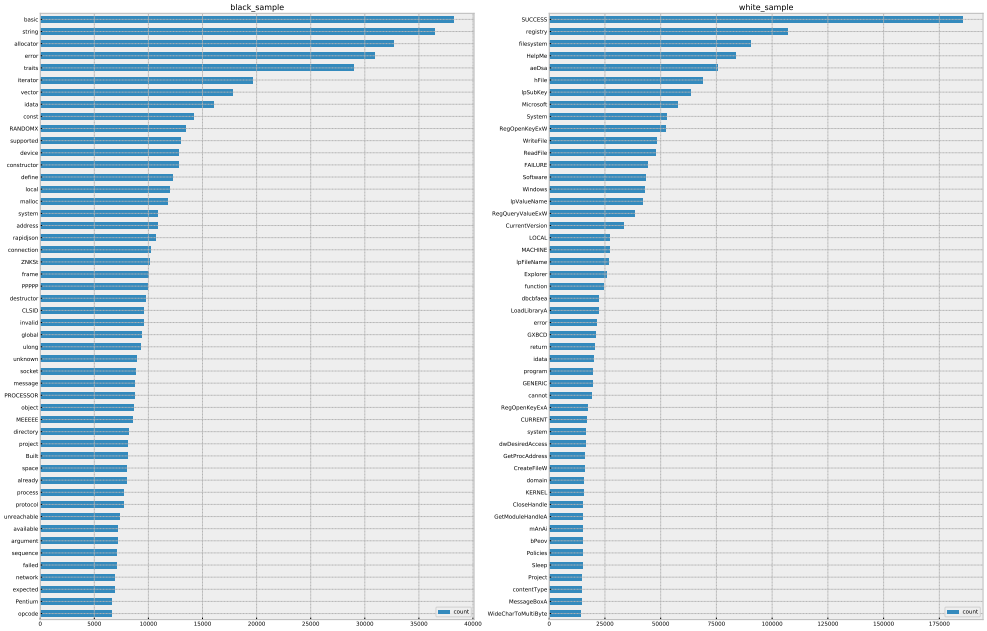 black_sample
basic
string
allocator
error
traits
iterator
vector
idata
const
RANDOMX
supported
device
constructor
define
local
malloc
system
address
rapidjson
connection
ZNKSt
frame
PPPPP
destructor
CLSID
invalid
global
ulong
unknown
socket
message
PROCESSOR
object
MEEEEE
directory
project
Built
space
already
process
protocol
unreachable
available
argument
sequence
failed
network
expected
Pentium
opcode
0 5000 10000 15000 20000 25000 30000 35000 40000
count
white_sample
SUCCESS
registry
filesystem
HelpMe
aeDsa
hFile
lpSubKey
Microsoft
System
RegOpenKeyExW
WriteFile
ReadFile
FAILURE
Software
Windows
lpValueName
RegQueryValueExW
CurrentVersion
LOCAL
MACHINE
lpFileName
Explorer
function
dbcbfaea
LoadLibraryA
error
GXBCD
return
idata
program
GENERIC
cannot
RegOpenKeyExA
CURRENT
system
dwDesiredAccess
GetProcAddress
CreateFileW
domain
KERNEL
CloseHandle
GetModuleHandleA
mAnAi
bPeov
Policies
Sleep
Project
contentType
MessageBoxA
WideCharToMultiByte
0 25000 50000 75000 100000 125000 150000 175000
count